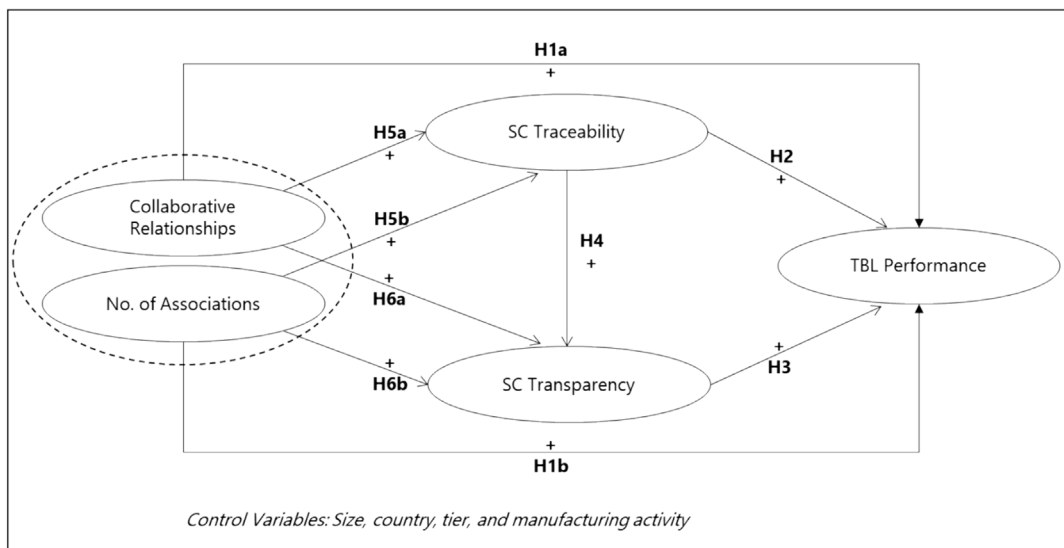 H1a
+
SC Traceability
H5a
+
H2
+
Collaborative
Relationships
H5b
+
H4
+
TBL Performance
No. of Associations
+
H6a
+
H6b
SC Transparency
+
H3
+
H1b
Control Variables: Size, country, tier, and manufacturing activity